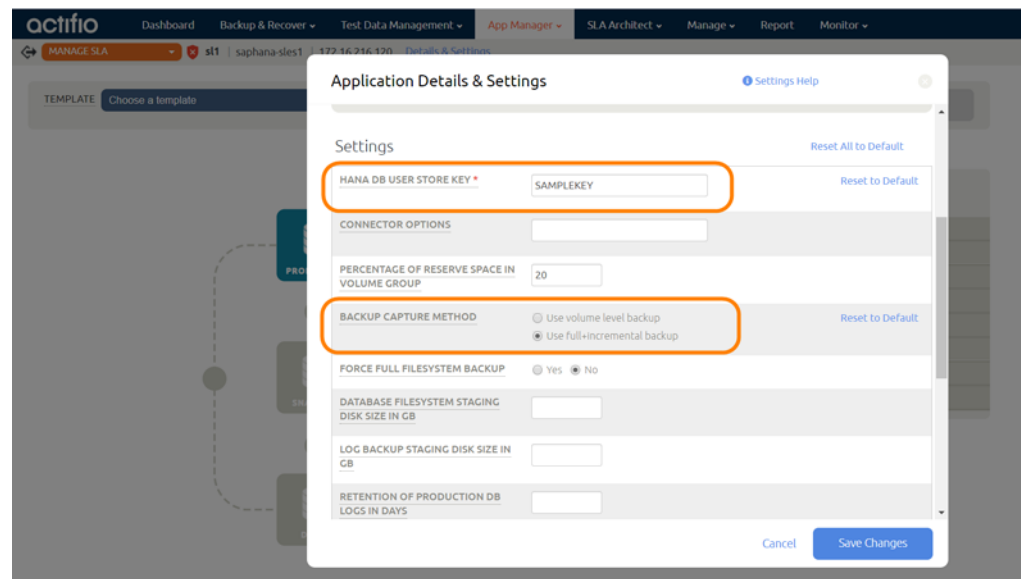 actifio
Dashboard Backup & Recover Test Data Management App Manager SLA Architect Manage Report Monitor
MANAGE SLA sl1 | saphana-sles1 | 172.16.216.120 Details & Settings
Application Details & Settings Settings Help
TEMPLATE Choose a template
Settings Reset All to Default
HANA DB USER STORE KEY * SAMPLEKEY Reset to Default
CONNECTOR OPTIONS
PERCENTAGE OF RESERVE SPACE IN
VOLUME GROUP 20
BACKUP CAPTURE METHOD Use volume level backup Reset to Default
Use full+incremental backup
FORCE FULL FILESYSTEM BACKUP Yes No
DATABASE FILESYSTEM STAGING
DISK SIZE IN GB
LOG BACKUP STAGING DISK SIZE IN
GB
RETENTION OF PRODUCTION DB
LOGS IN DAYS
Cancel Save Changes